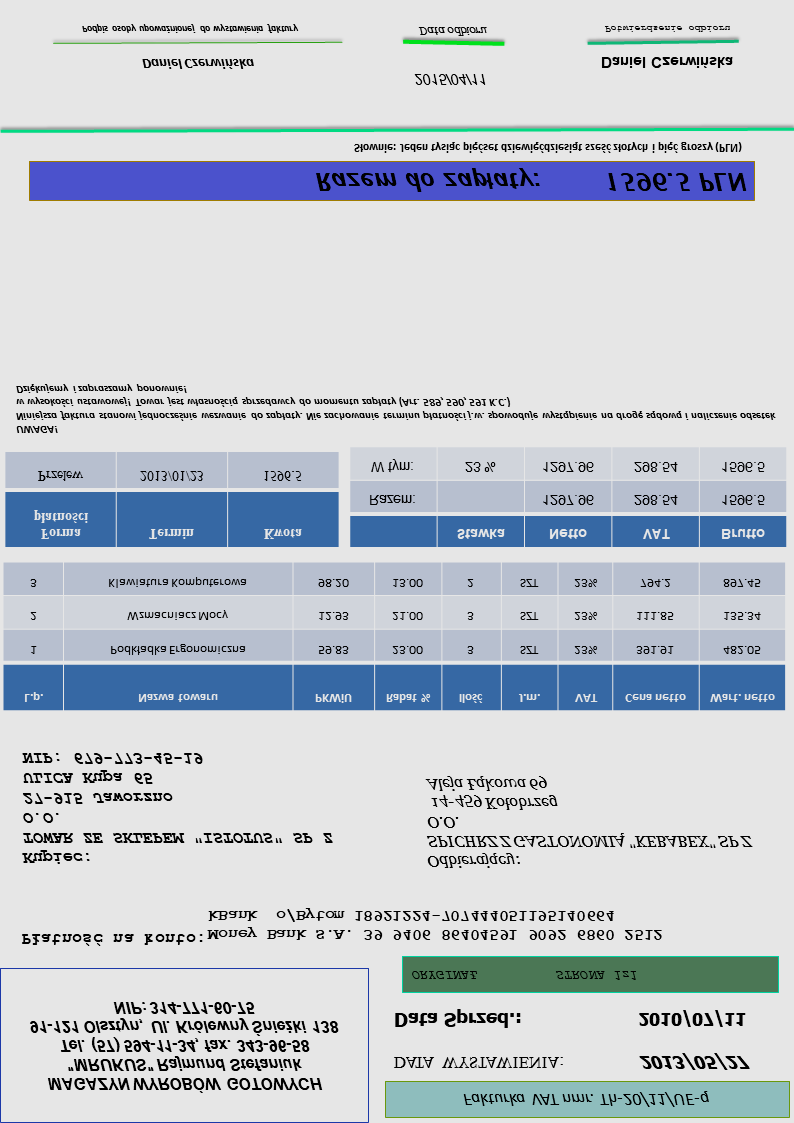 Fakturka VAT nmr. Th-20/11/UE-q
MAGAZYN WYROBÓW GOTOWYCH
"MRUKUS" Rajmund Stefaniuk
Tel. (57) 594-11-34, fax. 343-96-58
91-121 Olsztyn, Ul. Królewny Śnieżki 138
NIP: 314-771-60-75
DATA WYSTAWIENIA: 2013/05/27
Data Sprzed.: 2010/07/11
ORYGINAŁ STRONA 1z1
Płatność na konto: Money Bank S.A. 39 9406 86404591 9092 6860 2512
kBank o/Bytom 18921224-707444051195140664
Kupiec:
TOWAR ZE SKLEPEM "ISTOTUS" SP Z
O.O.
27-915 Jaworzno
ULICA Kupa 65
NIP: 679-773-45-19
Odbierający:
SPICHRZ Z GASTONOMIĄ "KEBABEX" SP Z
O.O.
14-459 Kołobrzeg
Aleja Łąkowa 69
L.p. Nazwa towaru PKWiU Rabat % Ilość J.m. VAT Cena netto Wart. netto
1 Podkładka Ergonomiczna 59.83 23.00 3 SZT 23% 391.91 482.05
2 Wzmacniacz Mocy 12.93 21.00 3 SZT 23% 111.85 135.34
3 Klawiatura Komputerowa 98.20 13.00 2 SZT 23% 794.2 897.45
Forma płatności Termin Kwota
Przelew 2013/01/23 1596.5
Stawka Netto VAT Brutto
Razem: 1297.96 298.54 1596.5
W tym: 23 % 1297.96 298.54 1596.5
UWAGA!
Niniejsza faktura stanowi jednocześnie wezwanie do zapłaty. Nie zachowanie terminu płatności j.w. spowoduje wystąpienie na drogę sądową i naliczenie odsetek
w wysokości ustawowej! Towar jest własnością sprzedawcy do momentu zapłaty (Art. 589, 590, 591 K.C.)
Dziękujemy i zapraszamy ponownie!
Razem do zapłaty: 1596.5 PLN
Słownie: Jeden tysiąc pięćset dziewięćdziesiąt sześć złotych i pięć groszy (PLN)
Daniel Czerwińska
Podpis osoby upoważnionej do wystawienia faktury
2015/04/11
Data odbioru
Daniel Czerwińska
Potwierdzenie odbioru